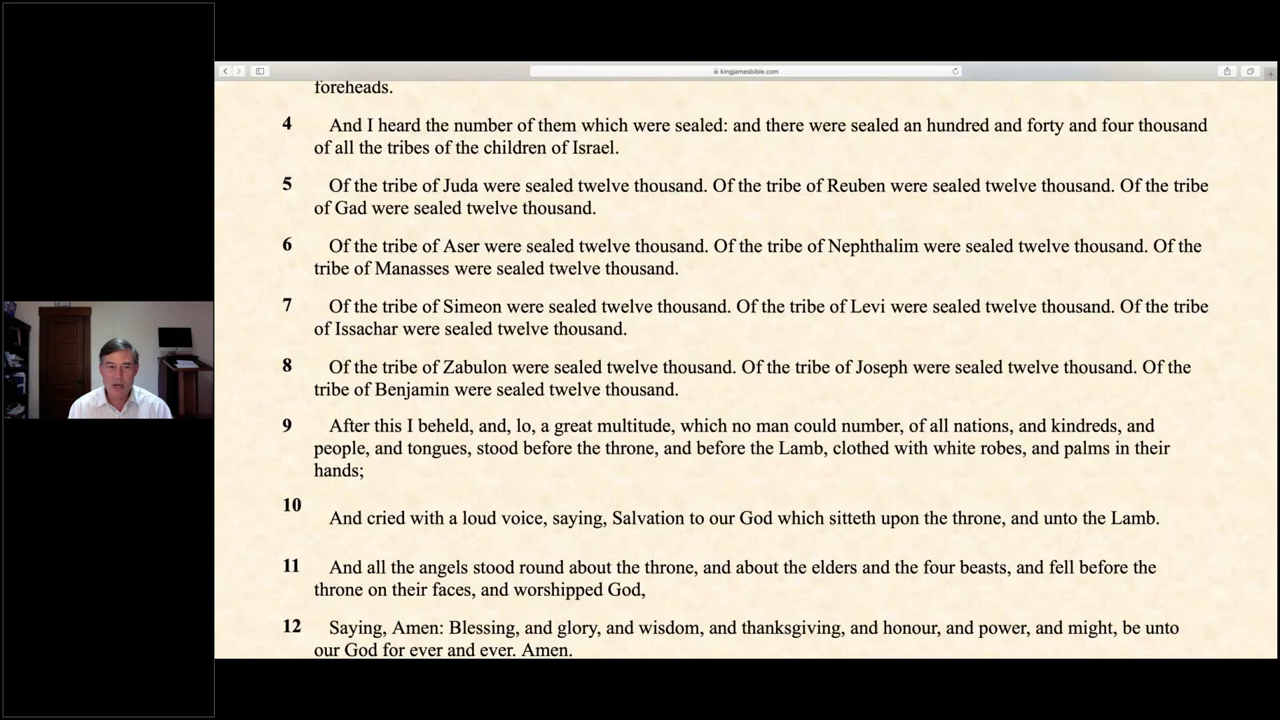 kingjamesbible.com
foreheads.
4 And I heard the number of them which were sealed: and there were sealed an hundred and forty and four thousand
of all the tribes of the children of Israel.
5 Of the tribe of Juda were sealed twelve thousand. Of the tribe of Reuben were sealed twelve thousand. Of the tribe
of Gad were sealed twelve thousand.
6 Of the tribe of Aser were sealed twelve thousand. Of the tribe of Nephthalim were sealed twelve thousand. Of the
tribe of Manasses were sealed twelve thousand.
7 Of the tribe of Simeon were sealed twelve thousand. Of the tribe of Levi were sealed twelve thousand. Of the tribe
of Issachar were sealed twelve thousand.
8 Of the tribe of Zabulon were sealed twelve thousand. Of the tribe of Joseph were sealed twelve thousand. Of the
tribe of Benjamin were sealed twelve thousand.
9 After this I beheld, and, lo, a great multitude, which no man could number, of all nations, and kindreds, and
people, and tongues, stood before the throne, and before the Lamb, clothed with white robes, and palms in their
hands;
10 And cried with a loud voice, saying, Salvation to our God which sitteth upon the throne, and unto the Lamb.
11 And all the angels stood round about the throne, and about the elders and the four beasts, and fell before the
throne on their faces, and worshipped God,
12 Saying, Amen: Blessing, and glory, and wisdom, and thanksgiving, and honour, and power, and might, be unto
our God for ever and ever. Amen.